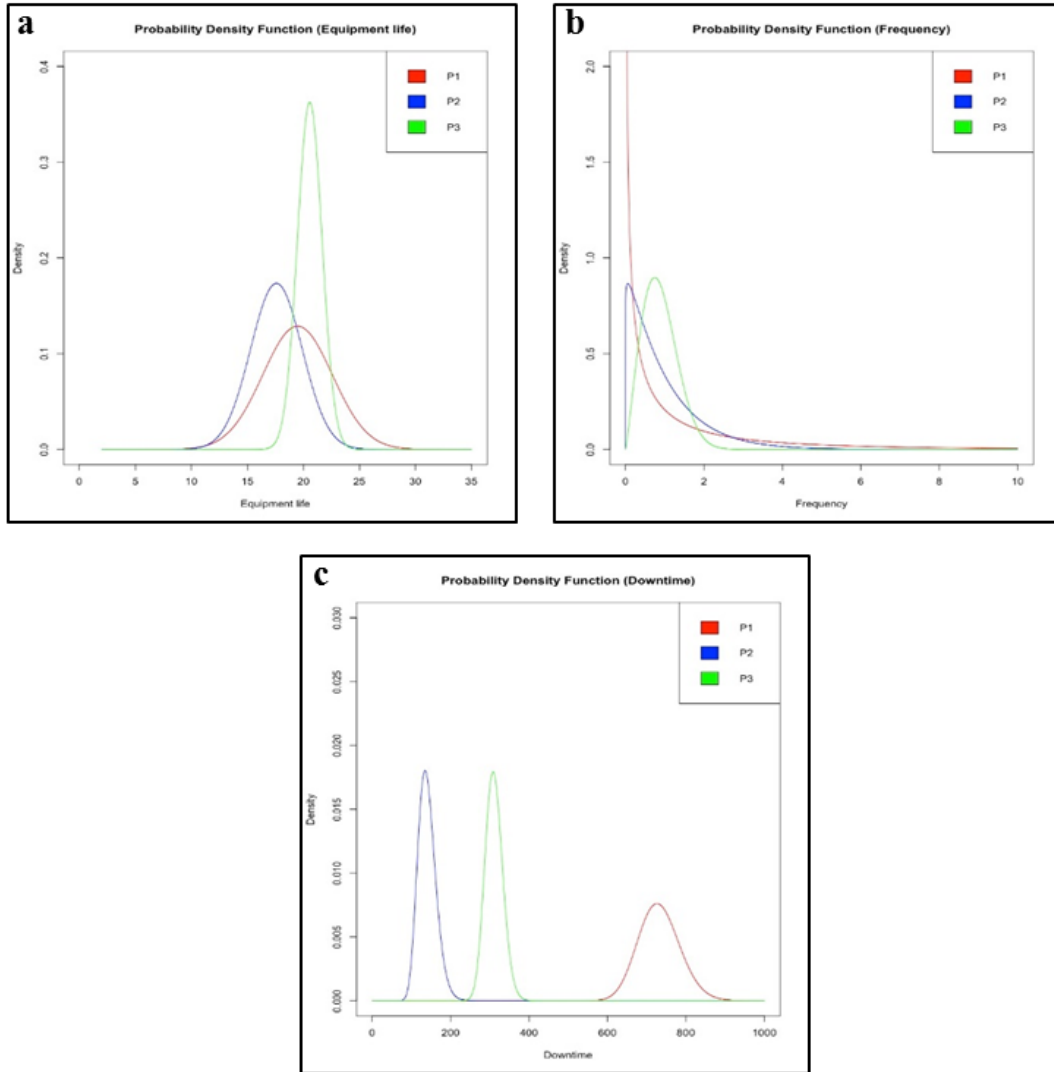 a
Probability Density Function (Equipment life)
P1
P2
P3
0.4
0.3
0.2
0.1
0.0
Density
0 5 10 15 20 25 30 35
Equipment life
b
Probability Density Function (Frequency)
P1
P2
P3
2.0
1.5
1.0
0.5
0.0
Density
0 2 4 6 8 10
Frequency
c
Probability Density Function (Downtime)
P1
P2
P3
0.030
0.025
0.020
0.015
0.010
0.005
0.000
Density
0 200 400 600 800 1000
Downtime